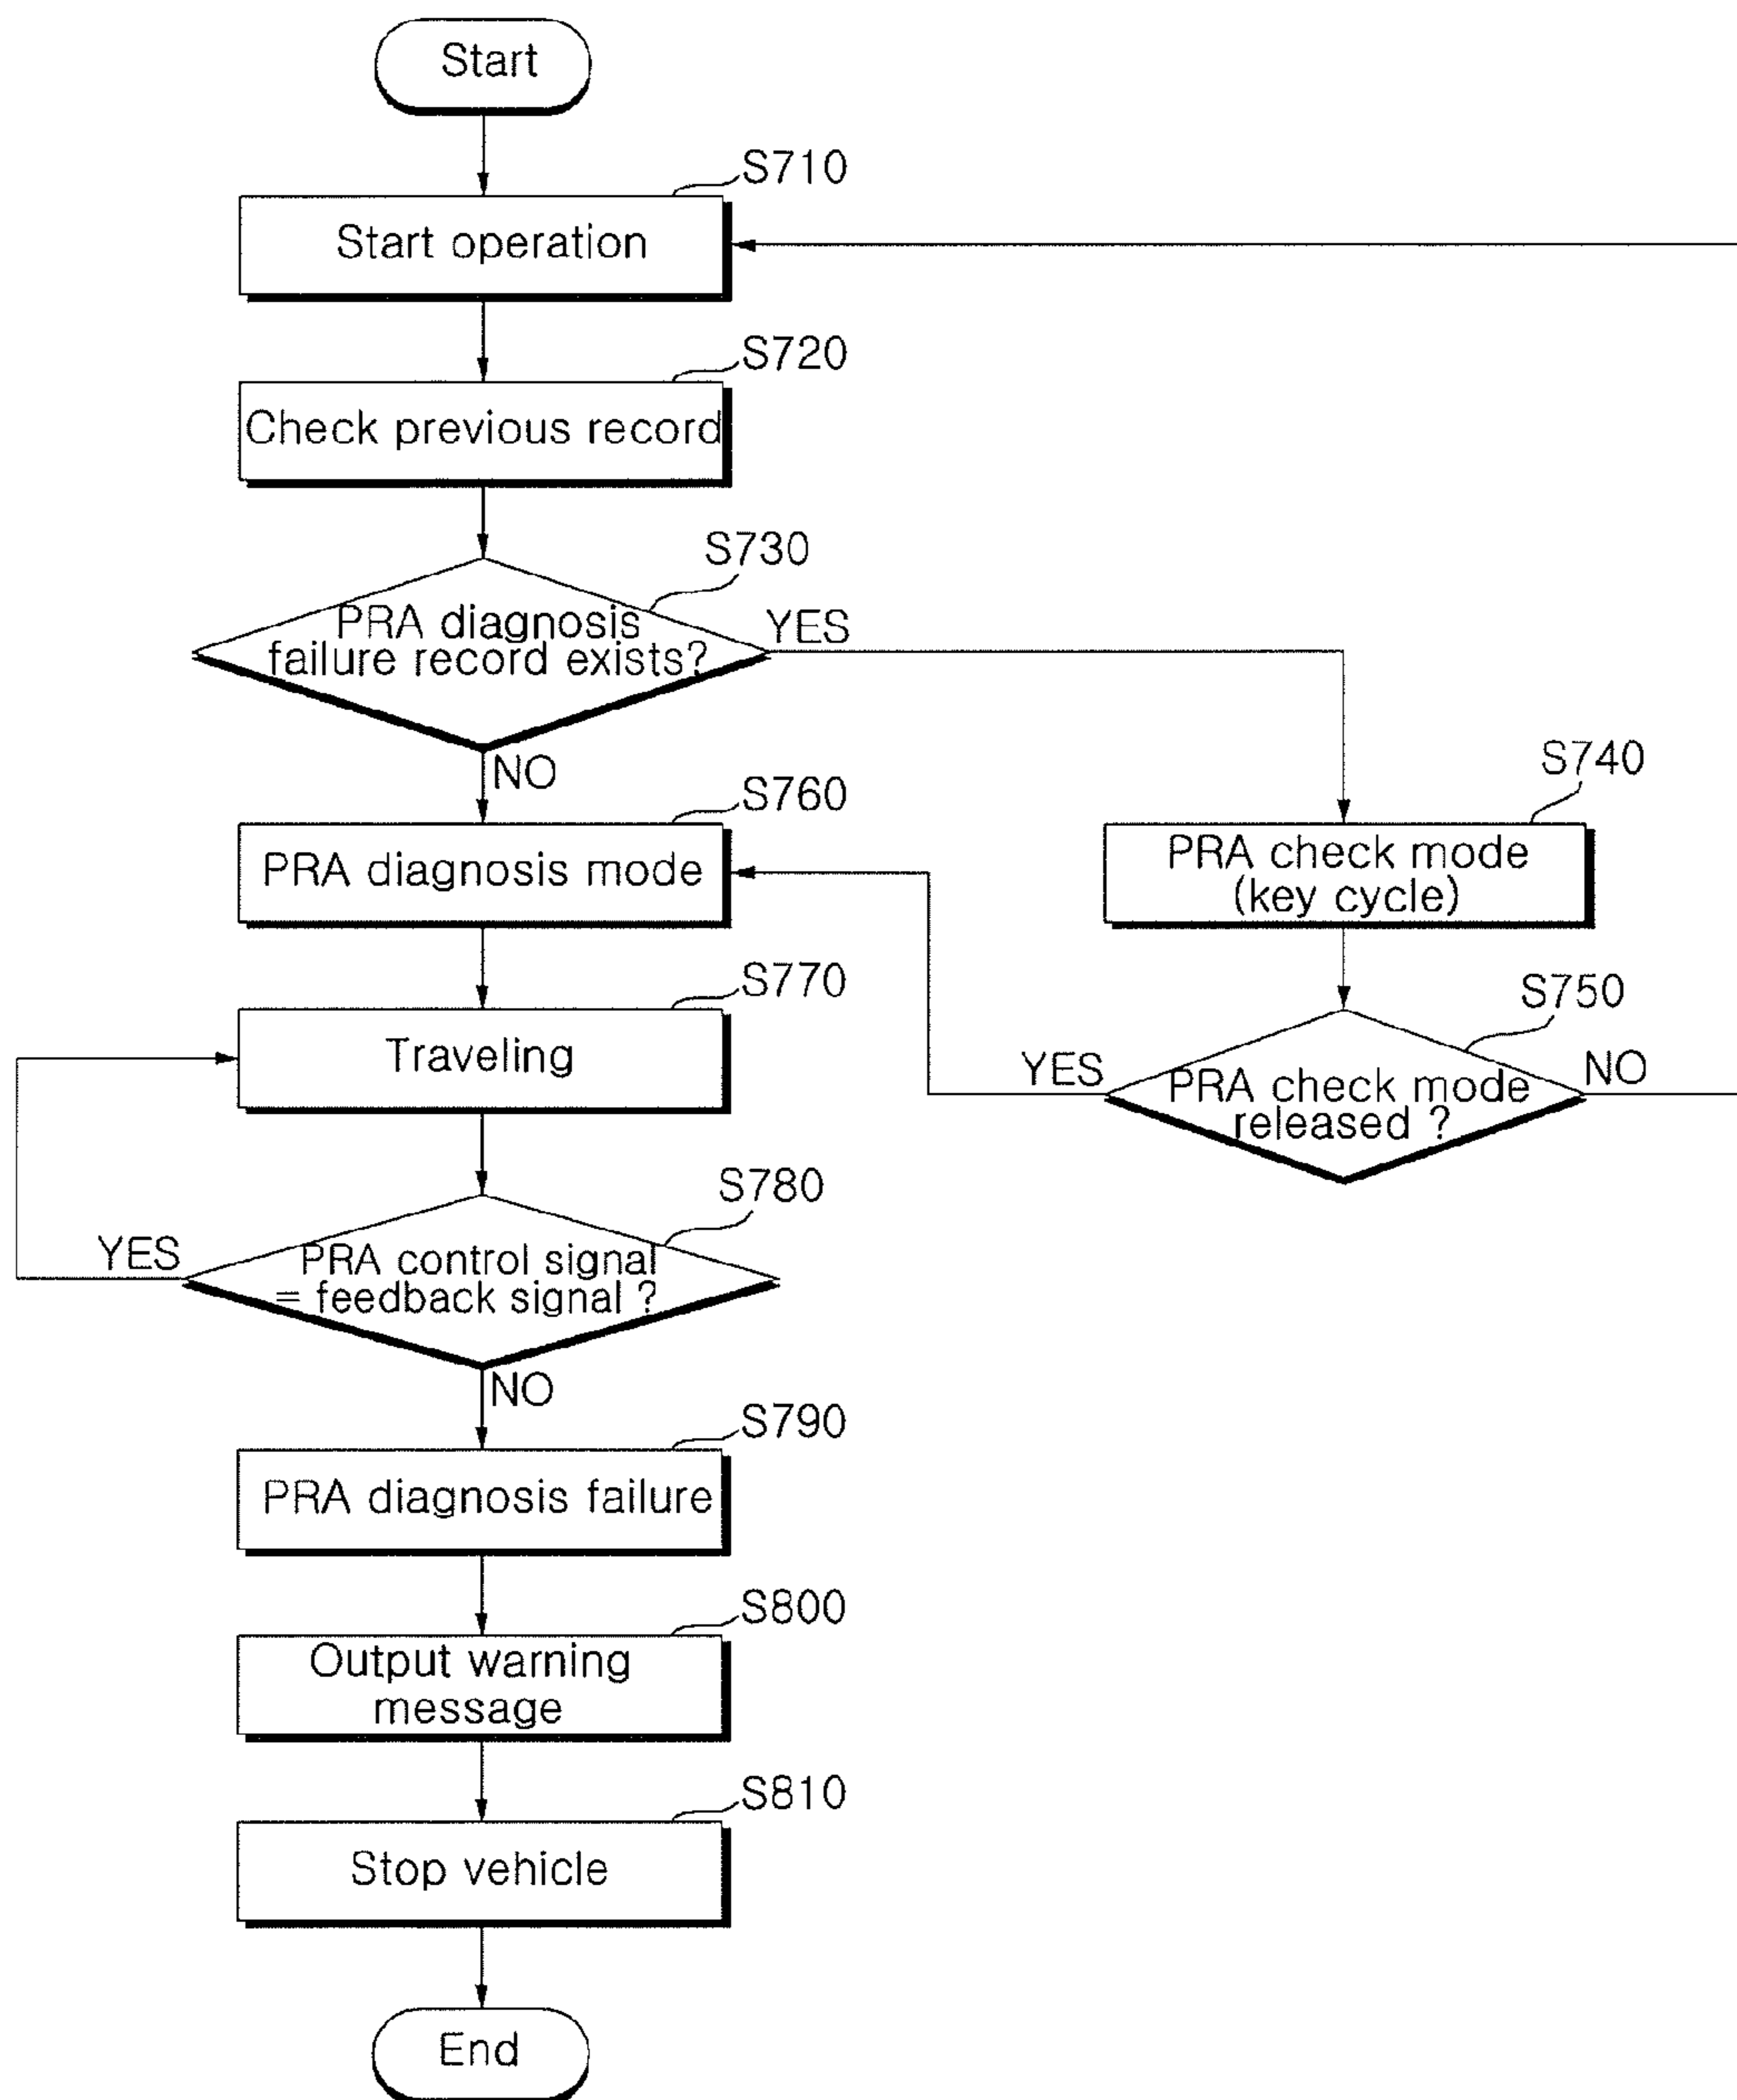 Start
S710
Start operation
S720
Check previous record
S730
PRA diagnosis
failure record exists?
YES
NO
S740
PRA check mode
(key cycle)
S760
PRA diagnosis mode
S750
PRA check mode
released ?
YES
NO
S770
Traveling
S780
PRA control signal
= feedback signal ?
YES
NO
S790
PRA diagnosis failure
S800
Output warning
message
S810
Stop vehicle
End